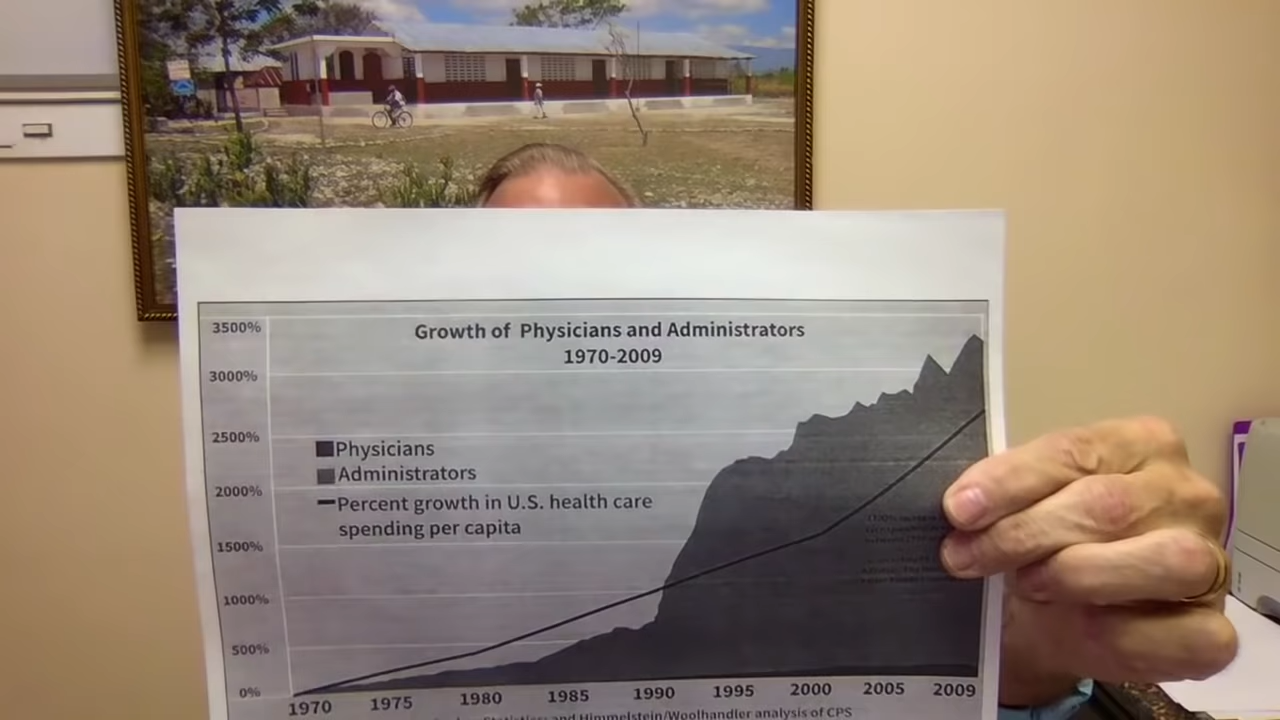 Growth of Physicians and Administrators
1970-2009
3500%
3000%
2500%
2000%
1500%
1000%
500%
0%
Physicians
Administrators
Percent growth in U.S. health care
spending per capita
1970 1975 1980 1985 1990 1995 2000 2005 2009
Statistics; and Himmelstein/Woolhandler analysis of CPS